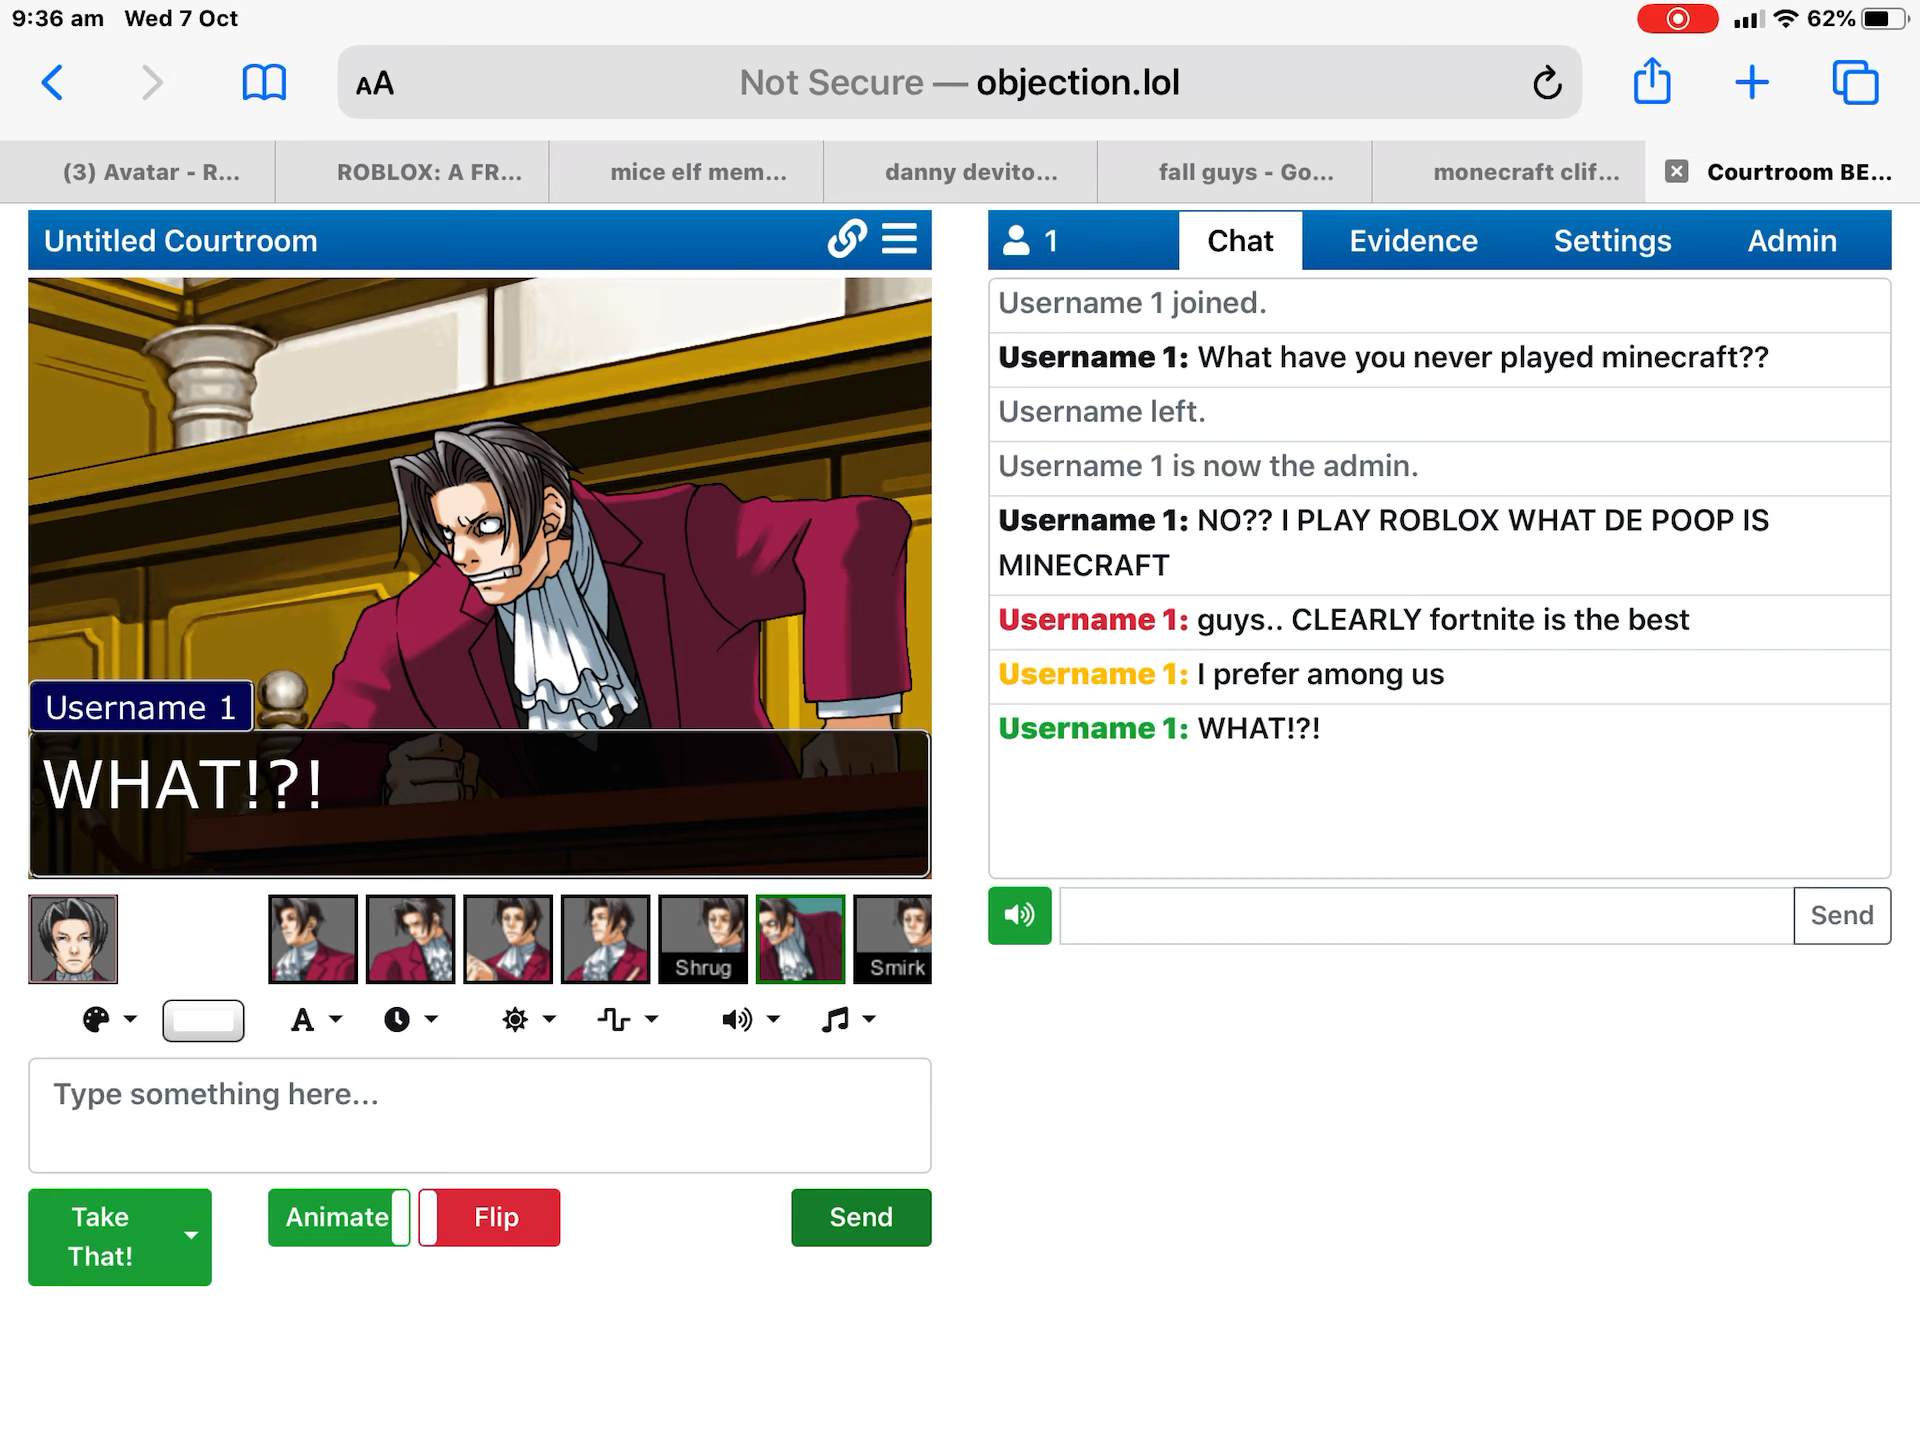 9:36 am Wed 7 Oct
62%
AA Not Secure — objection.lol
(3) Avatar - R...
ROBLOX: A FR...
mice elf mem...
danny devito...
fall guys - Go...
monecraft clif...
Courtroom BE...
Untitled Courtroom
1 Chat Evidence Settings Admin
Username 1 joined.
Username 1: What have you never played minecraft??
Username left.
Username 1 is now the admin.
Username 1: NO?? I PLAY ROBLOX WHAT DE POOP IS
MINECRAFT
Username 1: guys.. CLEARLY fortnite is the best
Username 1: I prefer among us
Username 1: WHAT!?!
Send
Username 1
WHAT!?!
Shrug
Smirk
A
Type something here...
Take
That!
Animate
Flip
Send